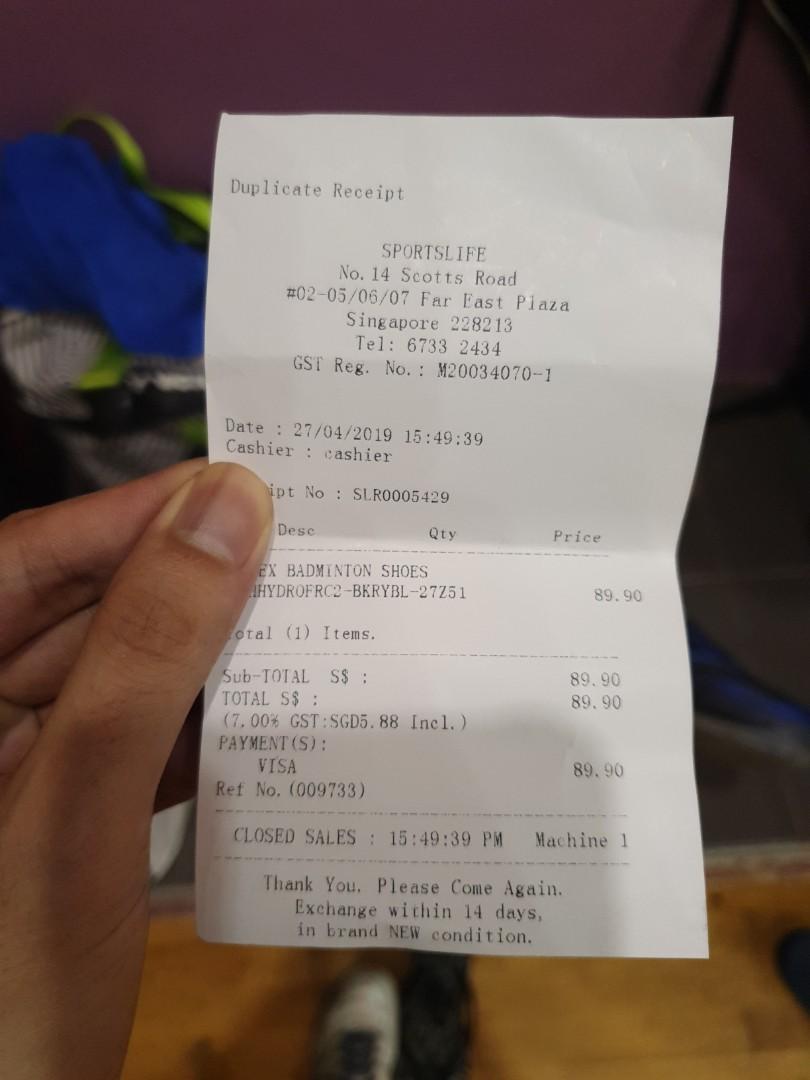 Duplicate Receipt
SPORTSLIFE
No. 14 Scotts Road
#02-05/06/07 Far East Plaza
Singapore 228213
Tel: 6733 2434
GST Reg. No.: M20034070-1
Date : 27/04/2019 15:49:39
Cashier : cashier
ipt No : SLR0005429
Desc Qty Price
EX BADMINTON SHOES
HYDROFRC2-BKRYBL-27Z51 89.90
otal (1) Items.
Sub-TOTAL S$ : 89.90
TOTAL S$ : 89.90
(7.00% GST:SGD5.88 Incl.)
PAYMENT(S):
VISA 89.90
Ref No. (009733)
CLOSED SALES : 15:49:39 PM Machine 1
Thank You. Please Come Again.
Exchange within 14 days,
in brand NEW condition.